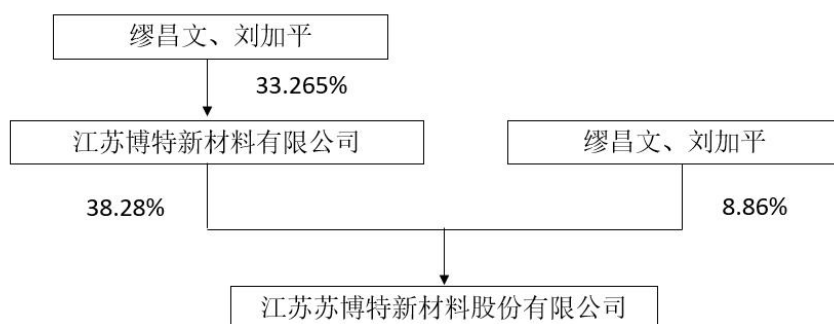 缪昌文、刘加平
33.265%
江苏博特新材料有限公司
缪昌文、刘加平
38.28%
8.86%
江苏苏博特新材料股份有限公司